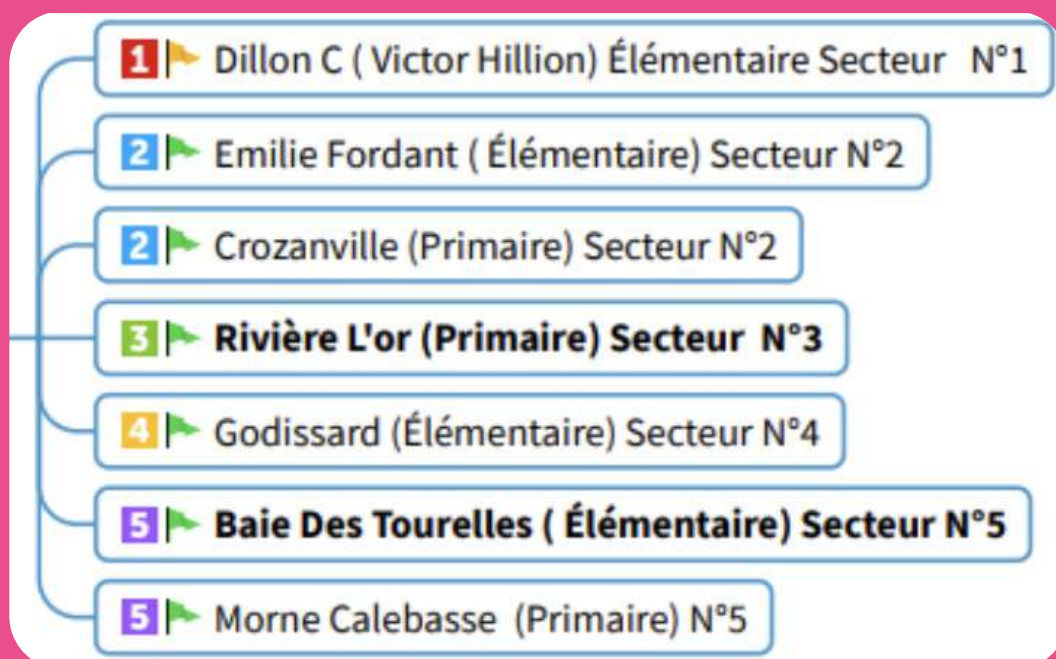 1 Dillon C ( Victor Hillion) Élémentaire Secteur N°1
2 Emilie Fordant ( Élémentaire) Secteur N°2
2 Crozanville (Primaire) Secteur N°2
3 Rivière L'or (Primaire) Secteur N°3
4 Godissard (Élémentaire) Secteur N°4
5 Baie Des Tourelles ( Élémentaire) Secteur N°5
5 Morne Calebasse (Primaire) N°5